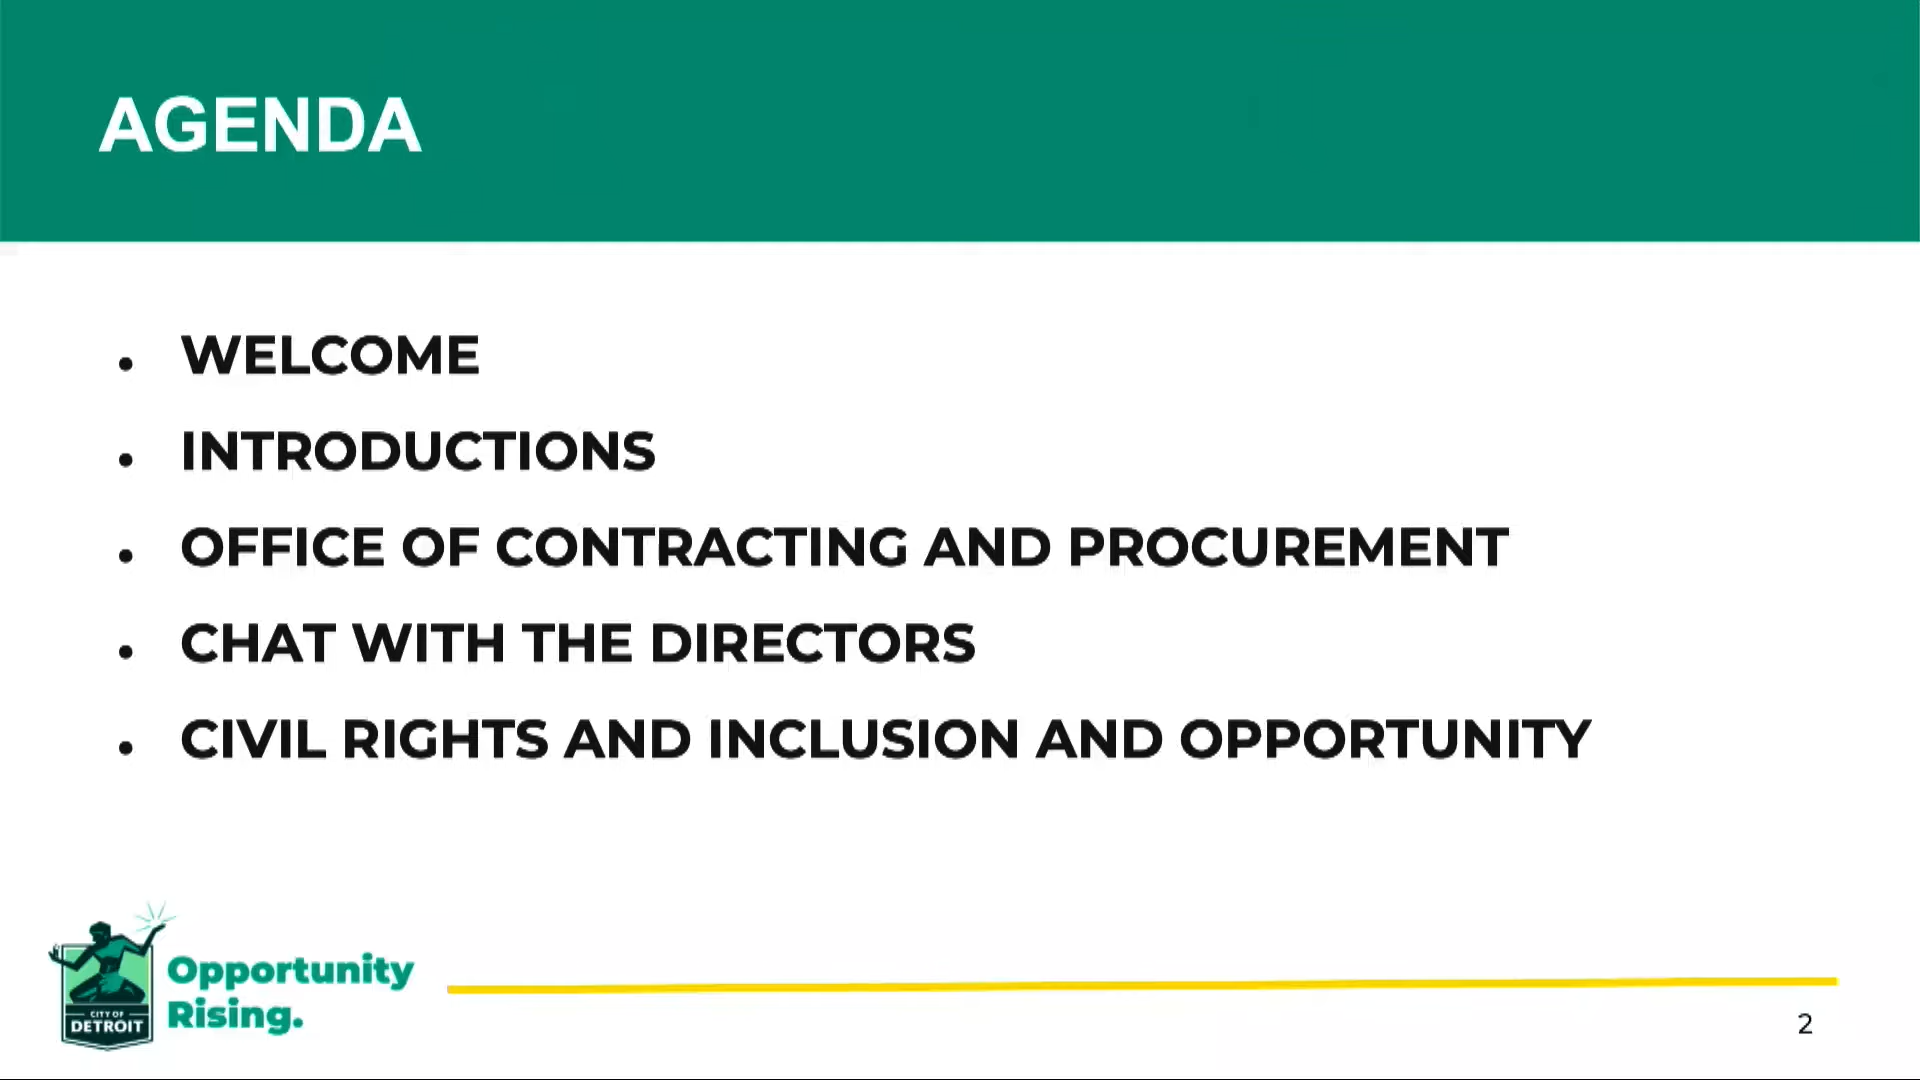 AGENDA
• WELCOME
• INTRODUCTIONS
• OFFICE OF CONTRACTING AND PROCUREMENT
• CHAT WITH THE DIRECTORS
• CIVIL RIGHTS AND INCLUSION AND OPPORTUNITY
CITY OF
DETROIT
Opportunity
Rising.
2